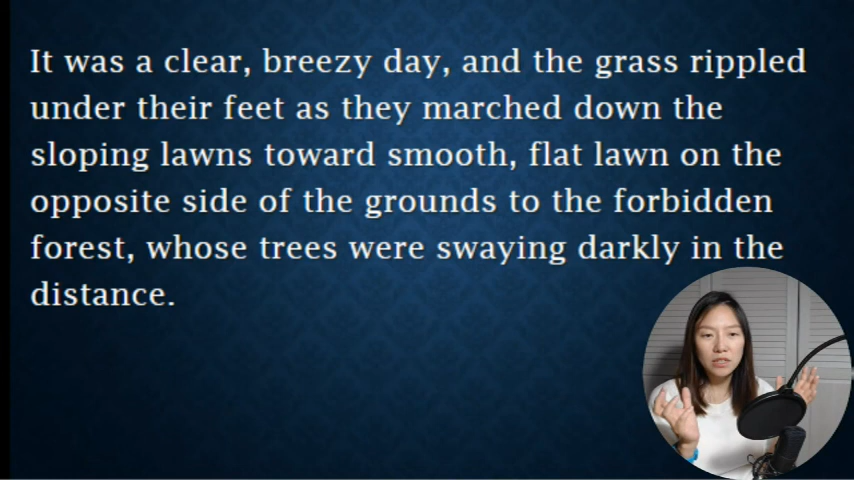 It was a clear, breezy day, and the grass rippled
under their feet as they marched down the
sloping lawns toward smooth, flat lawn on the
opposite side of the grounds to the forbidden
forest, whose trees were swaying darkly in the
distance.